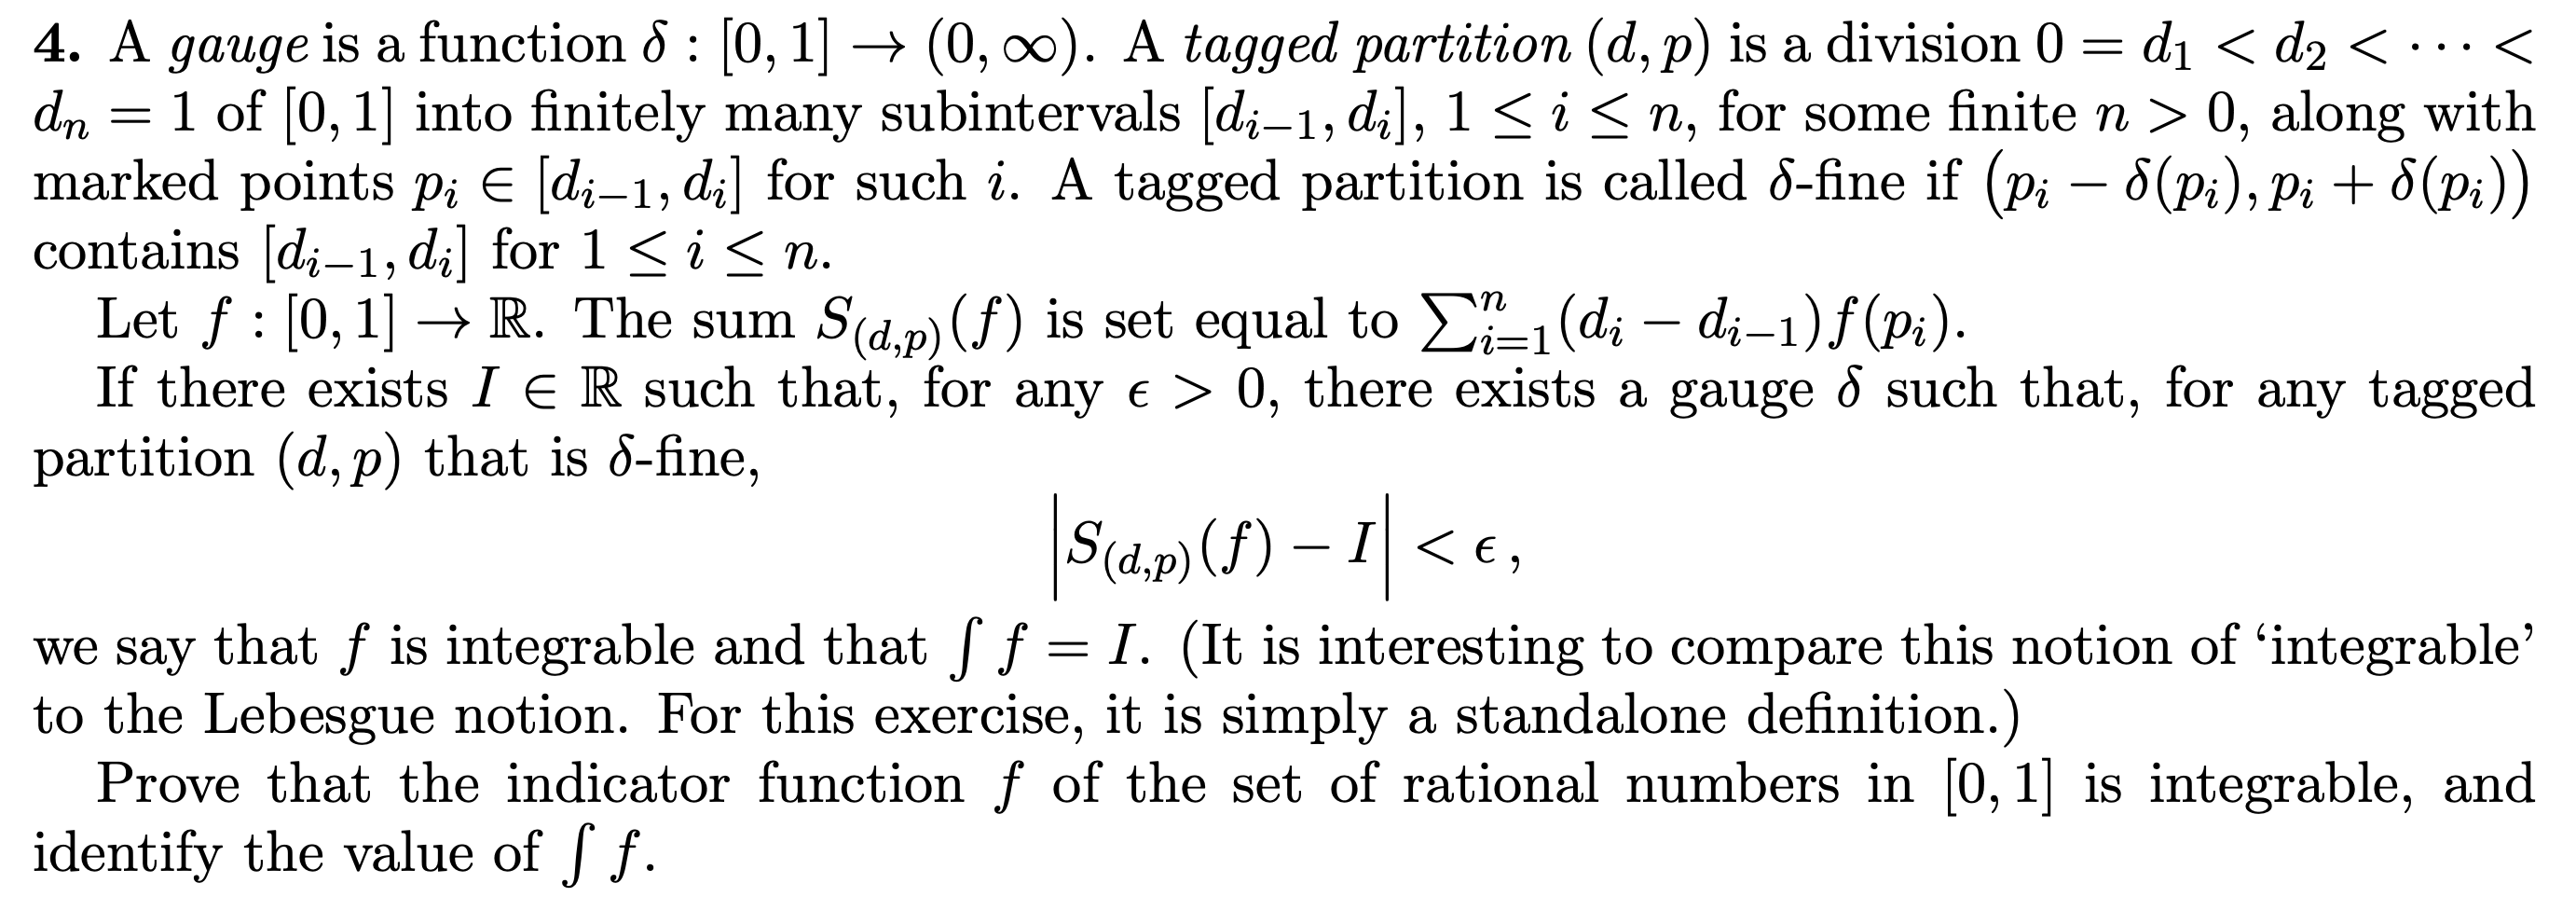 4. A gauge is a function δ : [0, 1] → (0, ∞). A tagged partition (d, p) is a division 0 = d₁ < d₂ < ··· <
dₙ = 1 of [0, 1] into finitely many subintervals [dᵢ₋₁, dᵢ], 1 ≤ i ≤ n, for some finite n > 0, along with
marked points pᵢ ∈ [dᵢ₋₁, dᵢ] for such i. A tagged partition is called δ-fine if (pᵢ − δ(pᵢ), pᵢ + δ(pᵢ))
contains [dᵢ₋₁, dᵢ] for 1 ≤ i ≤ n.
Let f : [0, 1] → ℝ. The sum S_{(d,p)}(f) is set equal to ∑ⁿᵢ₌₁(dᵢ − dᵢ₋₁)f(pᵢ).
If there exists I ∈ ℝ such that, for any ϵ > 0, there exists a gauge δ such that, for any tagged
partition (d, p) that is δ-fine,
|S_{(d,p)}(f) − I| < ϵ ,
we say that f is integrable and that ∫ f = I. (It is interesting to compare this notion of ‘integrable’
to the Lebesgue notion. For this exercise, it is simply a standalone definition.)
Prove that the indicator function f of the set of rational numbers in [0, 1] is integrable, and
identify the value of ∫ f.